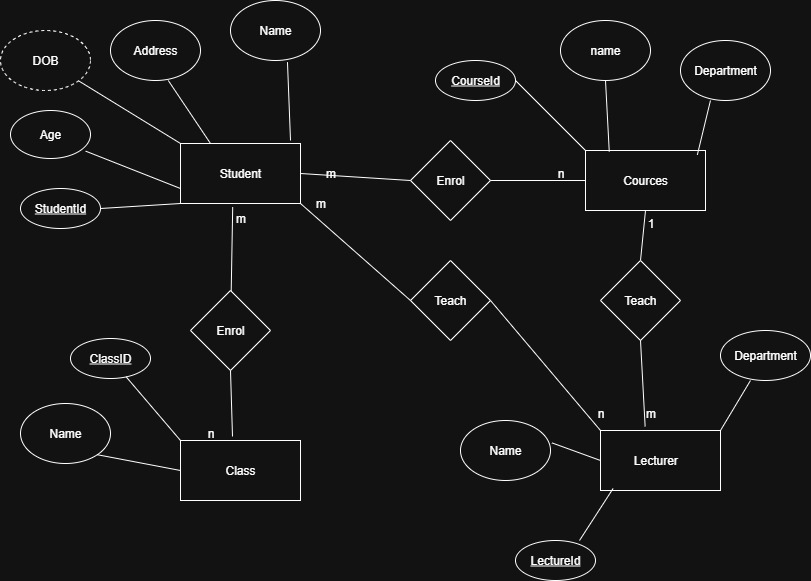 Name
name
DOB
Address
Department
CourseId
Age
Student
m
Enrol
n
Cources
StudentId
m
m
1
Teach
Teach
Enrol
ClassID
Department
n
m
Name
n
Name
Lecturer
Class
LectureId